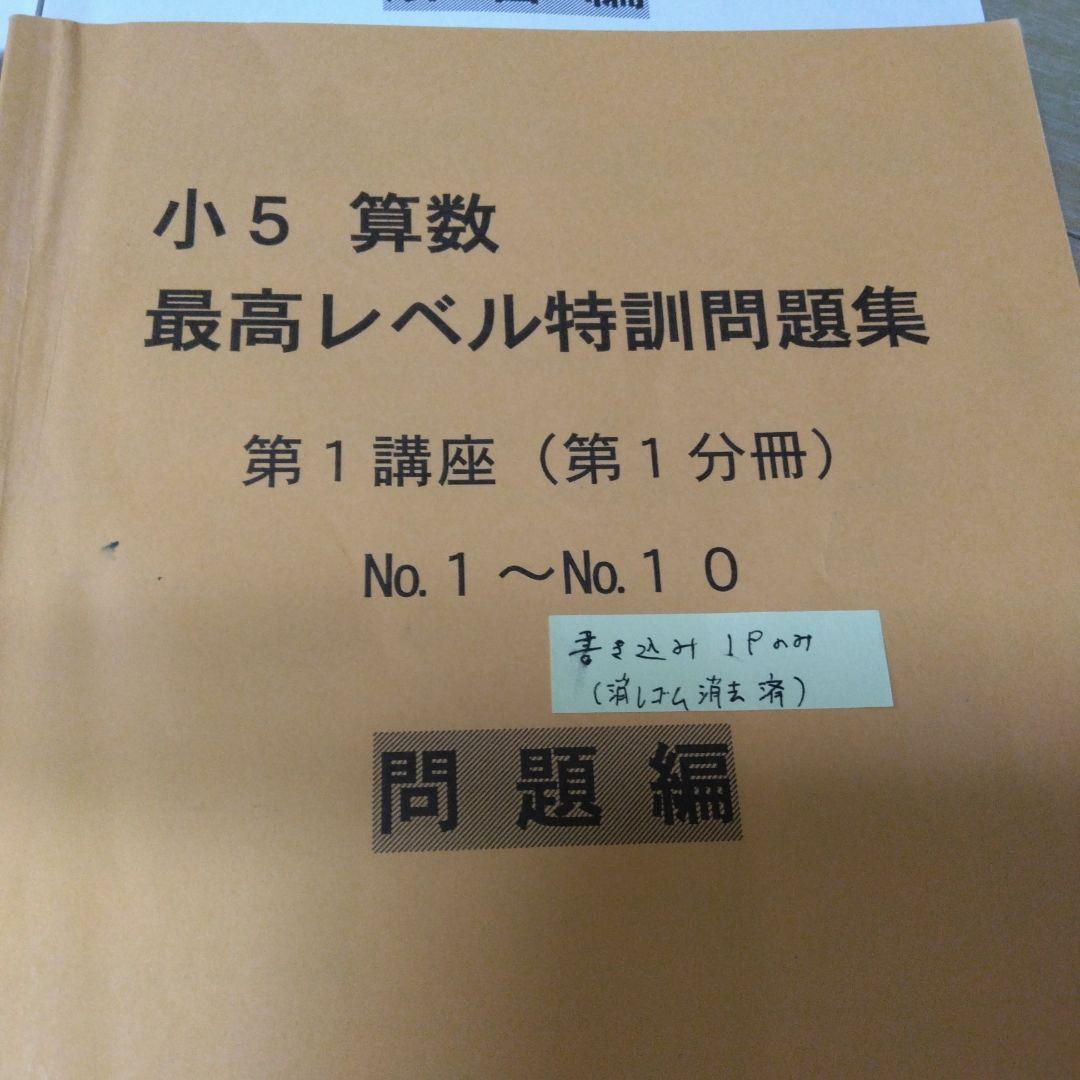 小５ 算数
最高レベル特訓問題集
第１講座（第１分冊）
No.１～No.１０
書き込み 1Pのみ
(消しゴム消去済)
問題編